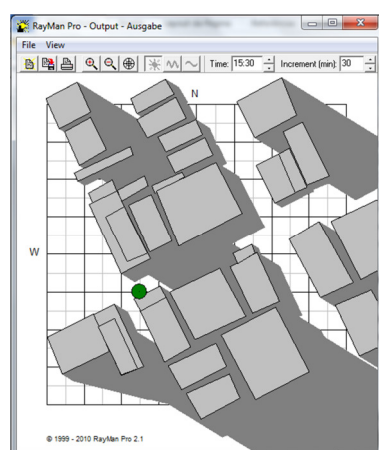 RayMan Pro - Output - Ausgabe
File View
Time: 15:30 Increment (min): 30
N
W
© 1999 - 2010 RayMan Pro 2.1